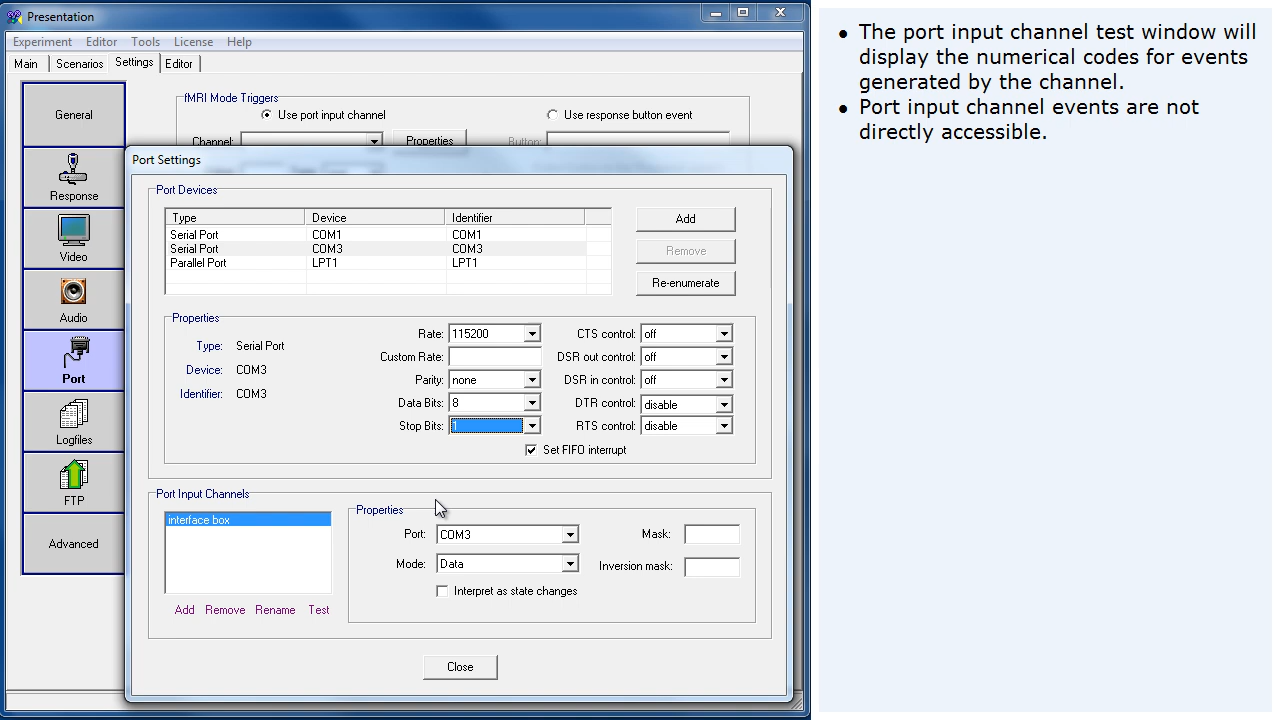 Presentation
Experiment Editor Tools License Help
Main Scenarios Settings Editor
General
Response
Video
Audio
Port
Logfiles
FTP
Advanced
fMRI Mode Triggers
Use port input channel Use response button event
Channel: Properties Button:
Port Settings
Port Devices
Type Device Identifier
Serial Port COM1 COM1
Serial Port COM3 COM3
Parallel Port LPT1 LPT1
Add
Remove
Re-enumerate
Properties
Type: Serial Port
Device: COM3
Identifier: COM3
Rate: 115200
Custom Rate:
Parity: none
Data Bits: 8
Stop Bits: 1
CTS control: off
DSR out control: off
DSR in control: off
DTR control: disable
RTS control: disable
Set FIFO interrupt
Port Input Channels
interface box
Add Remove Rename Test
Properties
Port: COM3
Mode: Data
Interpret as state changes
Mask:
Inversion mask:
Close
• The port input channel test window will
display the numerical codes for events
generated by the channel.
• Port input channel events are not
directly accessible.